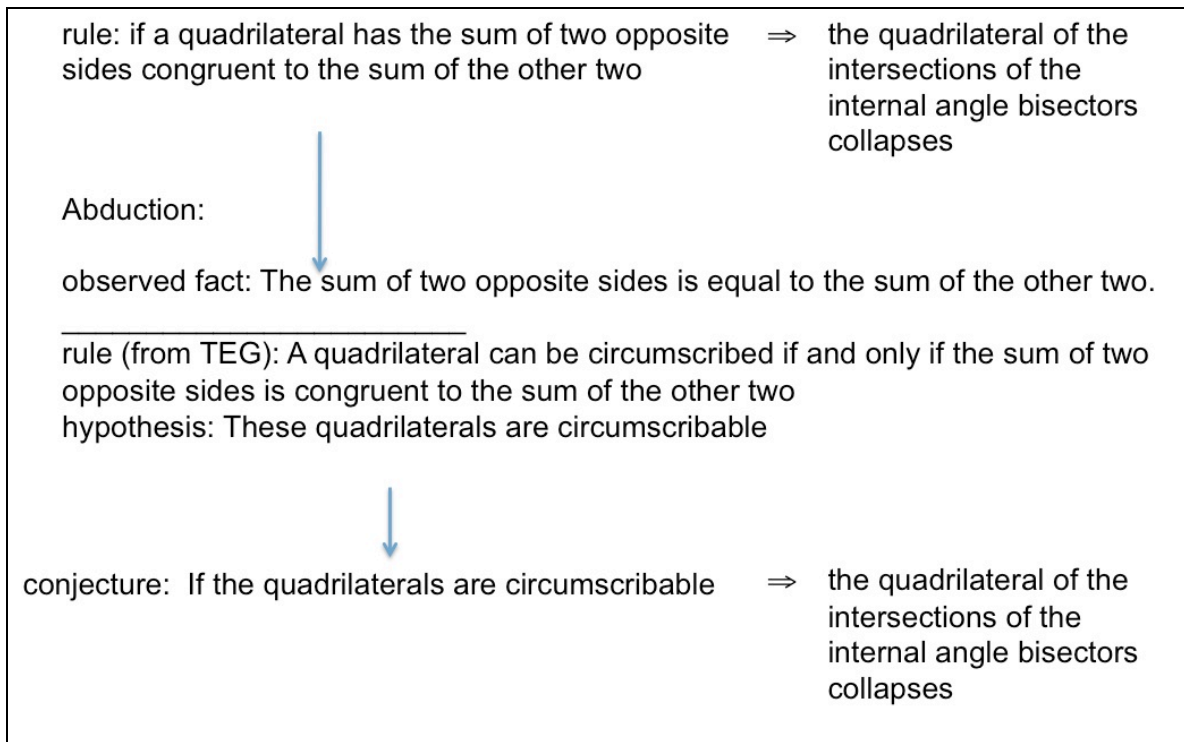 rule: if a quadrilateral has the sum of two opposite ⇒ the quadrilateral of the
sides congruent to the sum of the other two intersections of the
internal angle bisectors
collapses
Abduction:
observed fact: The sum of two opposite sides is equal to the sum of the other two.
rule (from TEG): A quadrilateral can be circumscribed if and only if the sum of two
opposite sides is congruent to the sum of the other two
hypothesis: These quadrilaterals are circumscribable
conjecture: If the quadrilaterals are circumscribable ⇒ the quadrilateral of the
intersections of the
internal angle bisectors
collapses